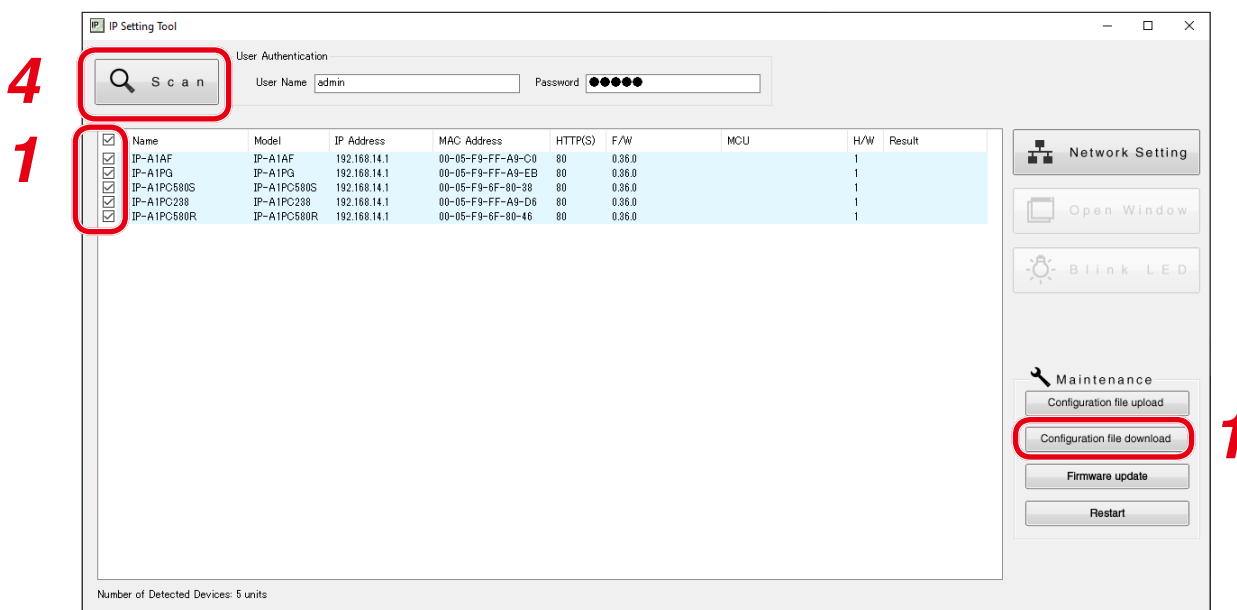 IP IP Setting Tool
User Authentication
4
Scan
User Name admin Password ●●●●●
1
Name Model IP Address MAC Address HTTP(S) F/W MCU H/W Result
IP-A1AF IP-A1AF 192.168.14.1 00-05-F9-FF-A9-C0 80 0.36.0 1
IP-A1PG IP-A1PG 192.168.14.1 00-05-F9-FF-A9-EB 80 0.36.0 1
IP-A1PC580S IP-A1PC580S 192.168.14.1 00-05-F9-6F-80-38 80 0.36.0 1
IP-A1PC238 IP-A1PC238 192.168.14.1 00-05-F9-FF-A9-D6 80 0.36.0 1
IP-A1PC580R IP-A1PC580R 192.168.14.1 00-05-F9-6F-80-46 80 0.36.0 1
Network Setting
Open Window
Blink LED
Maintenance
Configuration file upload
Configuration file download
1
Firmware update
Restart
Number of Detected Devices: 5 units